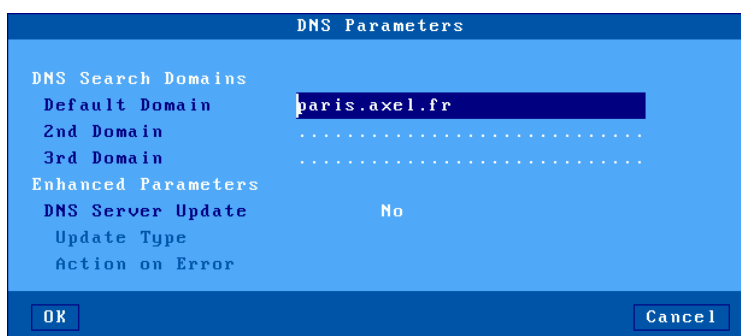 DNS Parameters
DNS Search Domains
Default Domain paris.axel.fr
2nd Domain ..............................
3rd Domain ..............................
Enhanced Parameters
DNS Server Update No
Update Type
Action on Error
OK Cancel